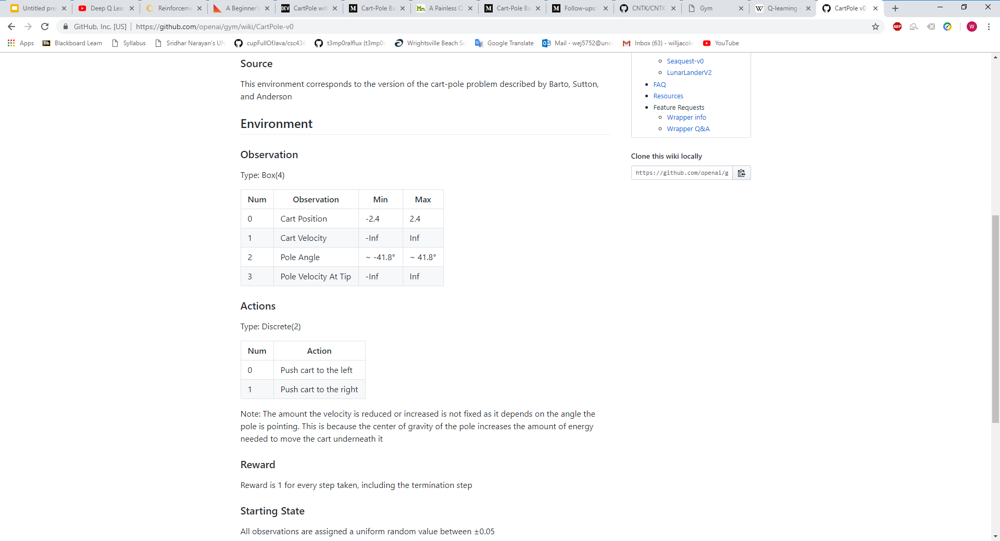 Untitled pre
Deep Q Lea
Reinforceme
A Beginner's
CartPole wit
Cart-Pole Ba
A Painless Q
Cart-Pole Ba
Follow-ups:
CNTK/CNTK
Gym
Q-learning -
CartPole v0
GitHub, Inc. [US] | https://github.com/openai/gym/wiki/CartPole-v0
ABP
W
Apps
Bb Blackboard Learn
Syllabus
Sridhar Narayan's UN
cupFullOfJava/csc434
t3mp0ralflux (t3mp0r
Wrightsville Beach Su
Google Translate
Mail - wej5752@unc
Inbox (63) - willjacob
YouTube
Source
This environment corresponds to the version of the cart-pole problem described by Barto, Sutton,
and Anderson
Environment
Observation
Type: Box(4)
Num Observation Min Max
0 Cart Position -2.4 2.4
1 Cart Velocity -Inf Inf
2 Pole Angle ~ -41.8° ~ 41.8°
3 Pole Velocity At Tip -Inf Inf
Actions
Type: Discrete(2)
Num Action
0 Push cart to the left
1 Push cart to the right
Note: The amount the velocity is reduced or increased is not fixed as it depends on the angle the
pole is pointing. This is because the center of gravity of the pole increases the amount of energy
needed to move the cart underneath it
Reward
Reward is 1 for every step taken, including the termination step
Starting State
All observations are assigned a uniform random value between ±0.05
Seaquest-v0
LunarLanderV2
FAQ
Resources
Feature Requests
Wrapper info
Wrapper Q&A
Clone this wiki locally
https://github.com/openai/g